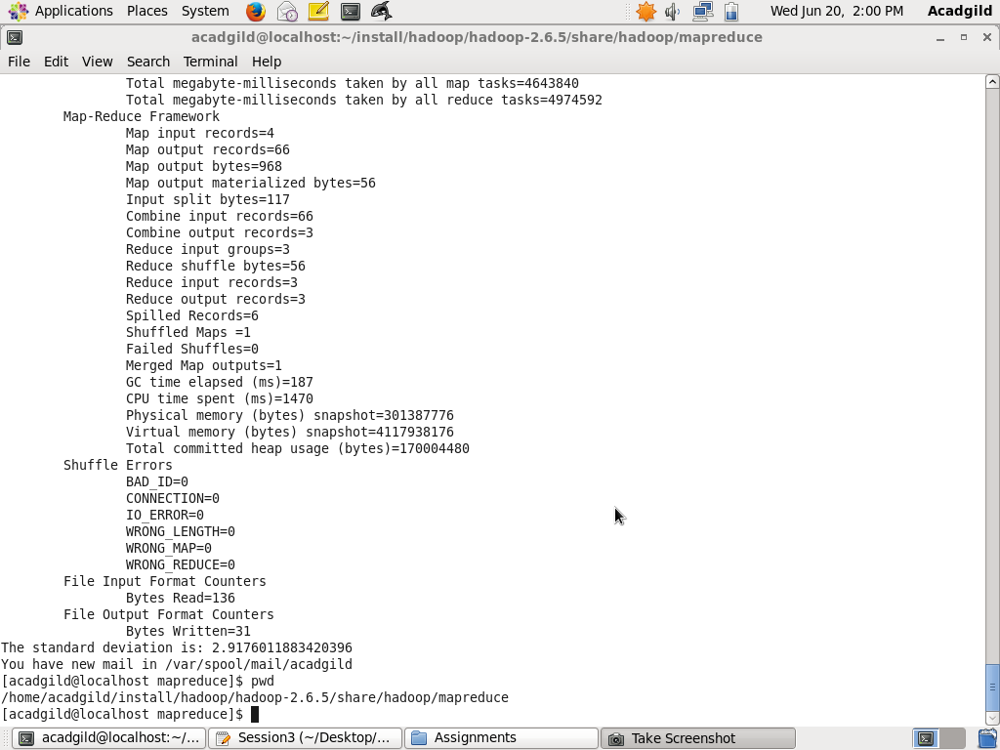 Applications Places System
Wed Jun 20, 2:00 PM Acadgild
acadgild@localhost:~/install/hadoop/hadoop-2.6.5/share/hadoop/mapreduce
File Edit View Search Terminal Help
Total megabyte-milliseconds taken by all map tasks=4643840
Total megabyte-milliseconds taken by all reduce tasks=4974592
Map-Reduce Framework
Map input records=4
Map output records=66
Map output bytes=968
Map output materialized bytes=56
Input split bytes=117
Combine input records=66
Combine output records=3
Reduce input groups=3
Reduce shuffle bytes=56
Reduce input records=3
Reduce output records=3
Spilled Records=6
Shuffled Maps =1
Failed Shuffles=0
Merged Map outputs=1
GC time elapsed (ms)=187
CPU time spent (ms)=1470
Physical memory (bytes) snapshot=301387776
Virtual memory (bytes) snapshot=4117938176
Total committed heap usage (bytes)=170004480
Shuffle Errors
BAD_ID=0
CONNECTION=0
IO_ERROR=0
WRONG_LENGTH=0
WRONG_MAP=0
WRONG_REDUCE=0
File Input Format Counters
Bytes Read=136
File Output Format Counters
Bytes Written=31
The standard deviation is: 2.9176011883420396
You have new mail in /var/spool/mail/acadgild
[acadgild@localhost mapreduce]$ pwd
/home/acadgild/install/hadoop/hadoop-2.6.5/share/hadoop/mapreduce
[acadgild@localhost mapreduce]$
acadgild@localhost:~/... Session3 (~/Desktop/... Assignments Take Screenshot